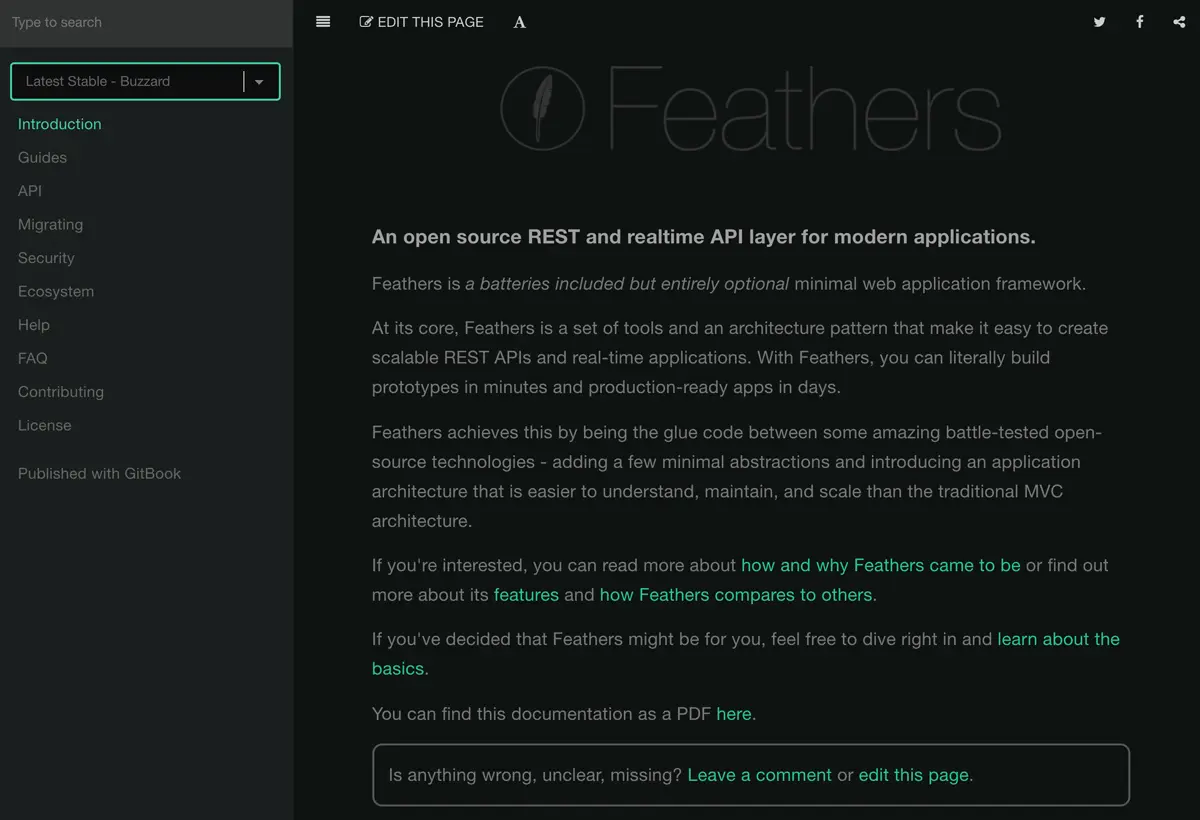 Type to search
EDIT THIS PAGE
A
Latest Stable - Buzzard
Introduction
Guides
API
Migrating
Security
Ecosystem
Help
FAQ
Contributing
License
Published with GitBook
Feathers
An open source REST and realtime API layer for modern applications.
Feathers is a batteries included but entirely optional minimal web application framework.
At its core, Feathers is a set of tools and an architecture pattern that make it easy to create
scalable REST APIs and real-time applications. With Feathers, you can literally build
prototypes in minutes and production-ready apps in days.
Feathers achieves this by being the glue code between some amazing battle-tested open-
source technologies - adding a few minimal abstractions and introducing an application
architecture that is easier to understand, maintain, and scale than the traditional MVC
architecture.
If you're interested, you can read more about how and why Feathers came to be or find out
more about its features and how Feathers compares to others.
If you've decided that Feathers might be for you, feel free to dive right in and learn about the
basics.
You can find this documentation as a PDF here.
Is anything wrong, unclear, missing? Leave a comment or edit this page.